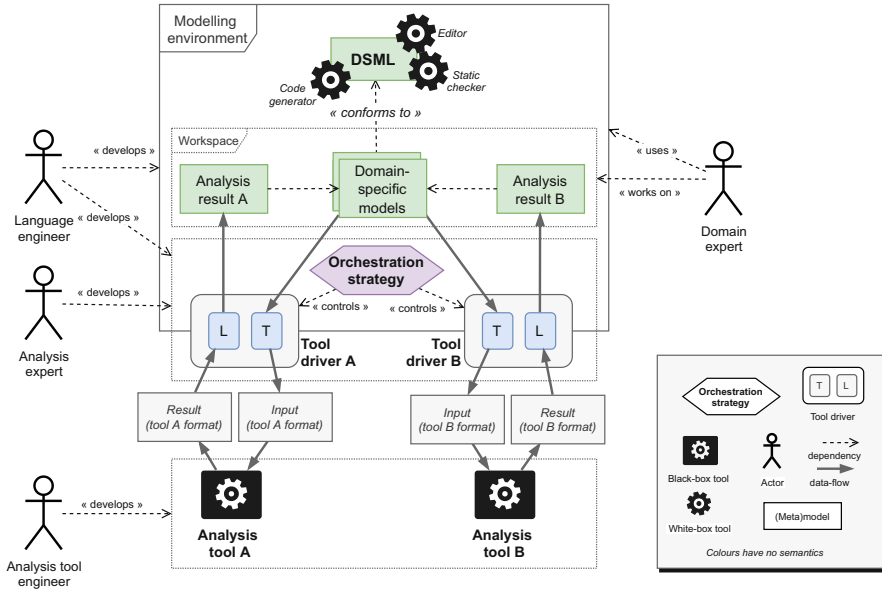 Modelling
environment
Editor
DSML
Static
checker
Code
generator
« conforms to »
Workspace
« develops »
« uses »
Analysis
result A
Domain-
specific
models
Analysis
result B
« works on »
Language
engineer
« develops »
Domain
expert
Orchestration
strategy
« develops »
« controls »
« controls »
L
T
Tool
driver A
Tool
driver B
T
L
Analysis
expert
Result
(tool A format)
Input
(tool A format)
Input
(tool B format)
Result
(tool B format)
« develops »
Analysis
tool A
Analysis
tool B
Analysis tool
engineer
Orchestration
strategy
T
L
Tool driver
Black-box tool
Actor
dependency
data-flow
White-box tool
(Meta)model
Colours have no semantics